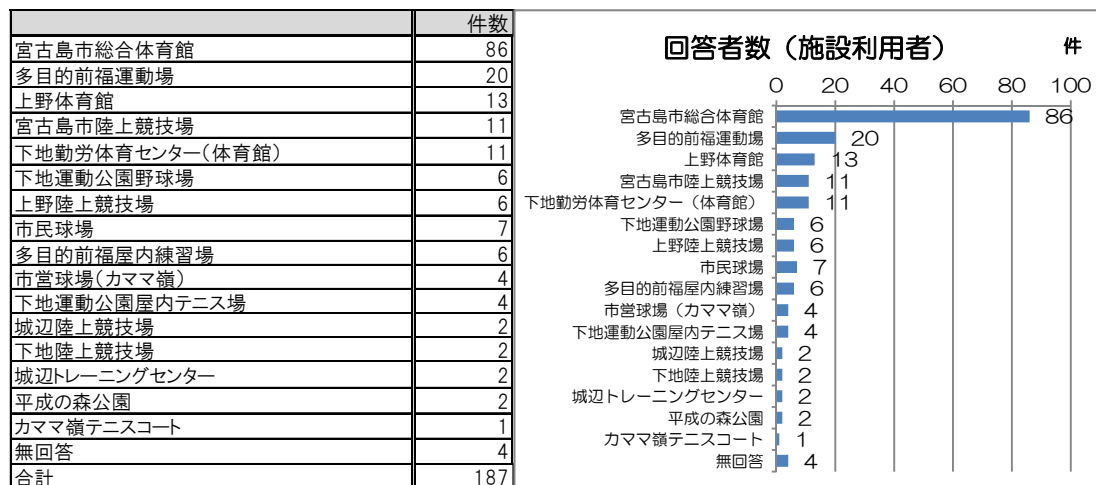 件数
宮古島市総合体育館 86
多目的前福運動場 20
上野体育館 13
宮古島市陸上競技場 11
下地勤労体育センター(体育館) 11
下地運動公園野球場 6
上野陸上競技場 6
市民球場 7
多目的前福屋内練習場 6
市営球場(カママ嶺) 4
下地運動公園屋内テニス場 4
城辺陸上競技場 2
下地陸上競技場 2
城辺トレーニングセンター 2
平成の森公園 2
カママ嶺テニスコート 1
無回答 4
合計 187
回答者数（施設利用者） 件
0 20 40 60 80 100
宮古島市総合体育館 86
多目的前福運動場 20
上野体育館 13
宮古島市陸上競技場 11
下地勤労体育センター（体育館） 11
下地運動公園野球場 6
上野陸上競技場 6
市民球場 7
多目的前福屋内練習場 6
市営球場（カママ嶺） 4
下地運動公園屋内テニス場 4
城辺陸上競技場 2
下地陸上競技場 2
城辺トレーニングセンター 2
平成の森公園 2
カママ嶺テニスコート 1
無回答 4